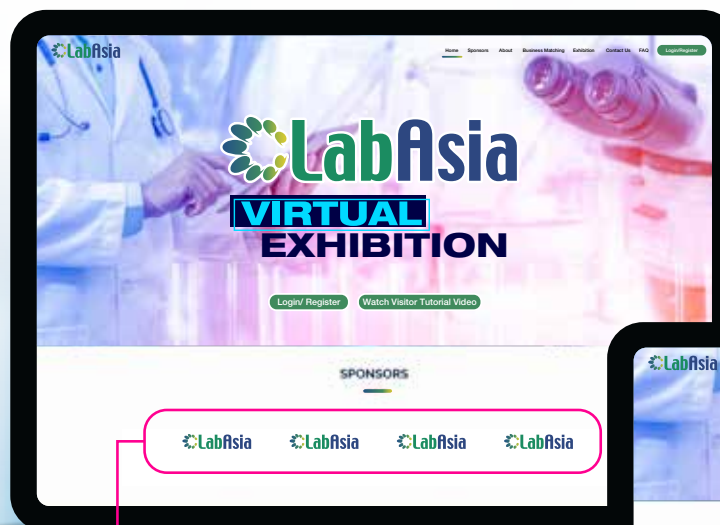 LabAsia
Home Sponsors About Business Matching Exhibition Contact Us FAQ Login/Register
LabAsia
VIRTUAL
EXHIBITION
Login/ Register Watch Visitor Tutorial Video
SPONSORS
LabAsia
LabAsia LabAsia LabAsia LabAsia